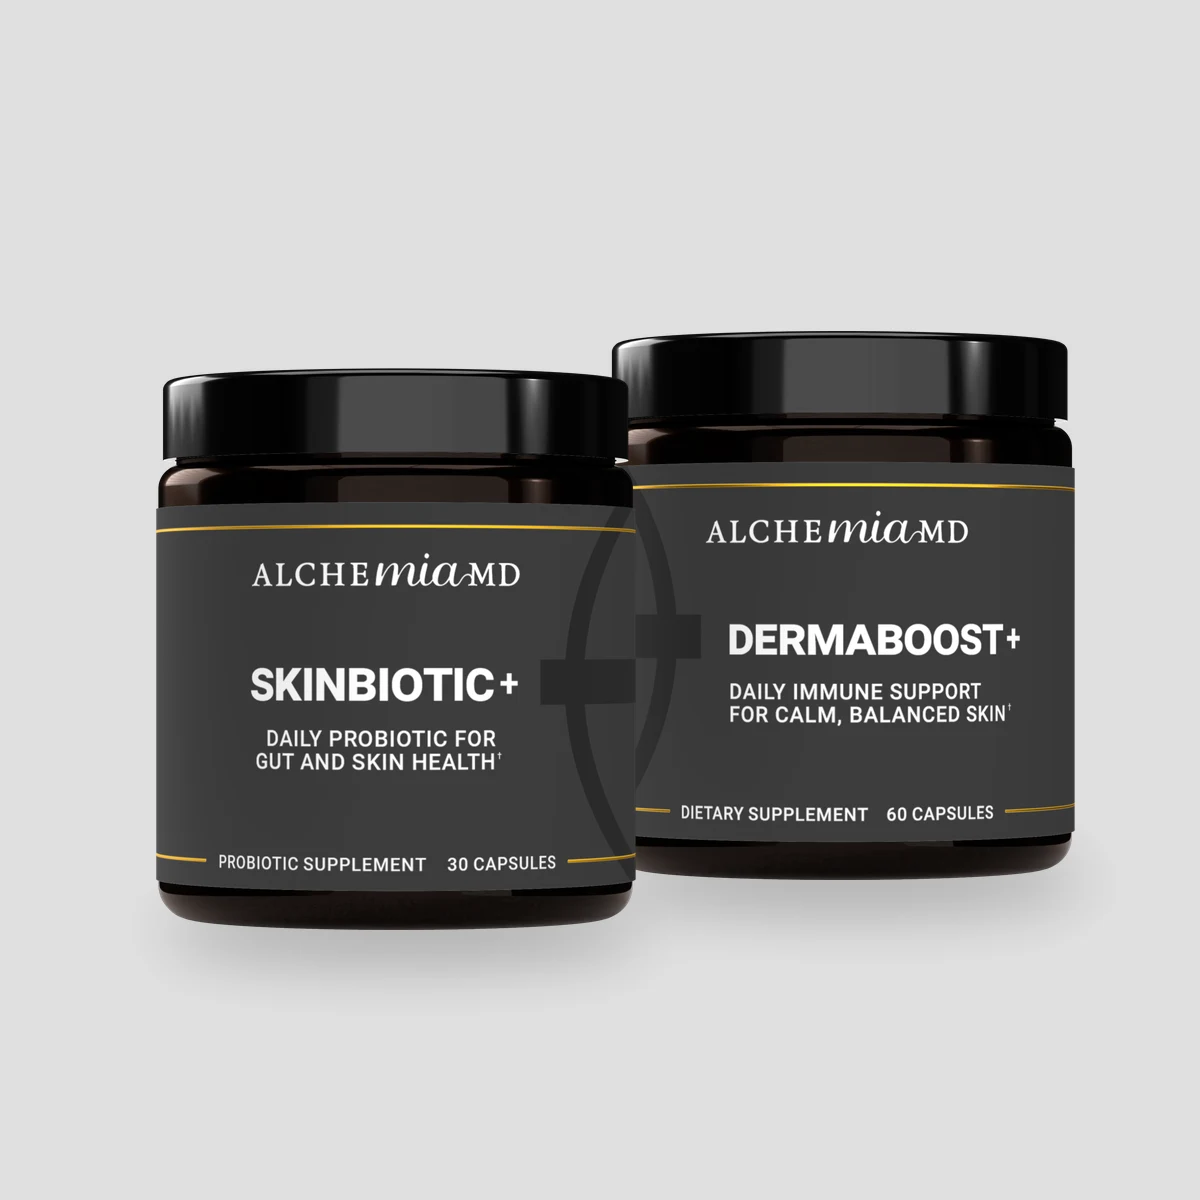 ALCHEmiaMD
SKINBIOTIC+
DAILY PROBIOTIC FOR
GUT AND SKIN HEALTH†
PROBIOTIC SUPPLEMENT 30 CAPSULES
ALCHEmiaMD
DERMABOOST+
DAILY IMMUNE SUPPORT
FOR CALM, BALANCED SKIN†
DIETARY SUPPLEMENT 60 CAPSULES